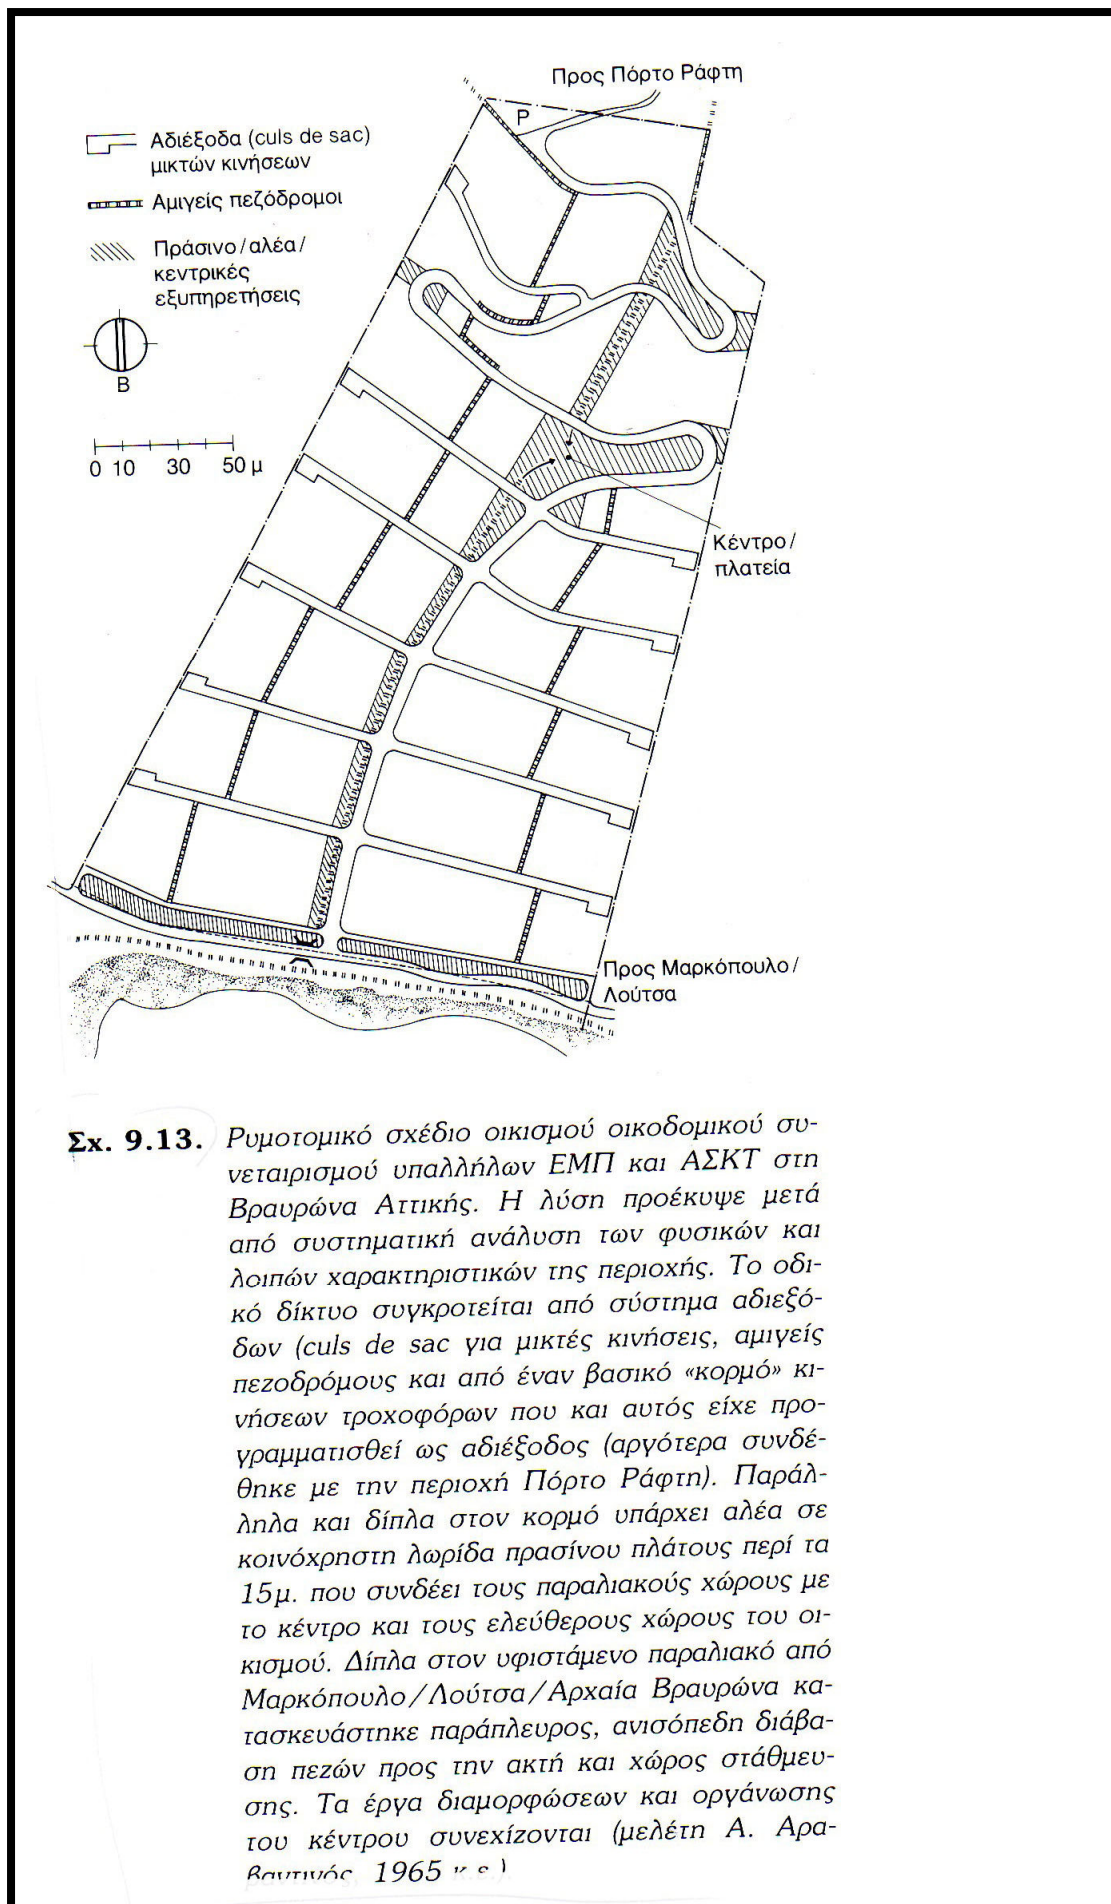 Προς Πόρτο Ράφτη
P
Αδιέξοδα (culs de sac)
μικτών κινήσεων
Αμιγείς πεζόδρομοι
Πράσινο/αλέα/
κεντρικές
εξυπηρετήσεις
Β
0 10 30 50 μ
Κέντρο/
πλατεία
Προς Μαρκόπουλο/
Λούτσα
Σχ. 9.13. Ρυμοτομικό σχέδιο οικισμού οικοδομικού συ-
νεταιρισμού υπαλλήλων ΕΜΠ και ΑΣΚΤ στη
Βραυρώνα Αττικής. Η λύση προέκυψε μετά
από συστηματική ανάλυση των φυσικών και
λοιπών χαρακτηριστικών της περιοχής. Το οδι-
κό δίκτυο συγκροτείται από σύστημα αδιεξό-
δων (culs de sac για μικτές κινήσεις, αμιγείς
πεζοδρόμους και από έναν βασικό «κορμό» κι-
νήσεων τροχοφόρων που και αυτός είχε προ-
γραμματισθεί ως αδιέξοδος (αργότερα συνδέ-
θηκε με την περιοχή Πόρτο Ράφτη). Παράλ-
ληλα και δίπλα στον κορμό υπάρχει αλέα σε
κοινόχρηστη λωρίδα πρασίνου πλάτους περί τα
15μ. που συνδέει τους παραλιακούς χώρους με
το κέντρο και τους ελεύθερους χώρους του οι-
κισμού. Δίπλα στον υφιστάμενο παραλιακό από
Μαρκόπουλο/Λούτσα/Αρχαία Βραυρώνα κα-
τασκευάστηκε παράπλευρος, ανισόπεδη διάβα-
ση πεζών προς την ακτή και χώρος στάθμευ-
σης. Τα έργα διαμορφώσεων και οργάνωσης
του κέντρου συνεχίζονται (μελέτη Α. Αρα-
βαντινός, 1965 κ.ε.)